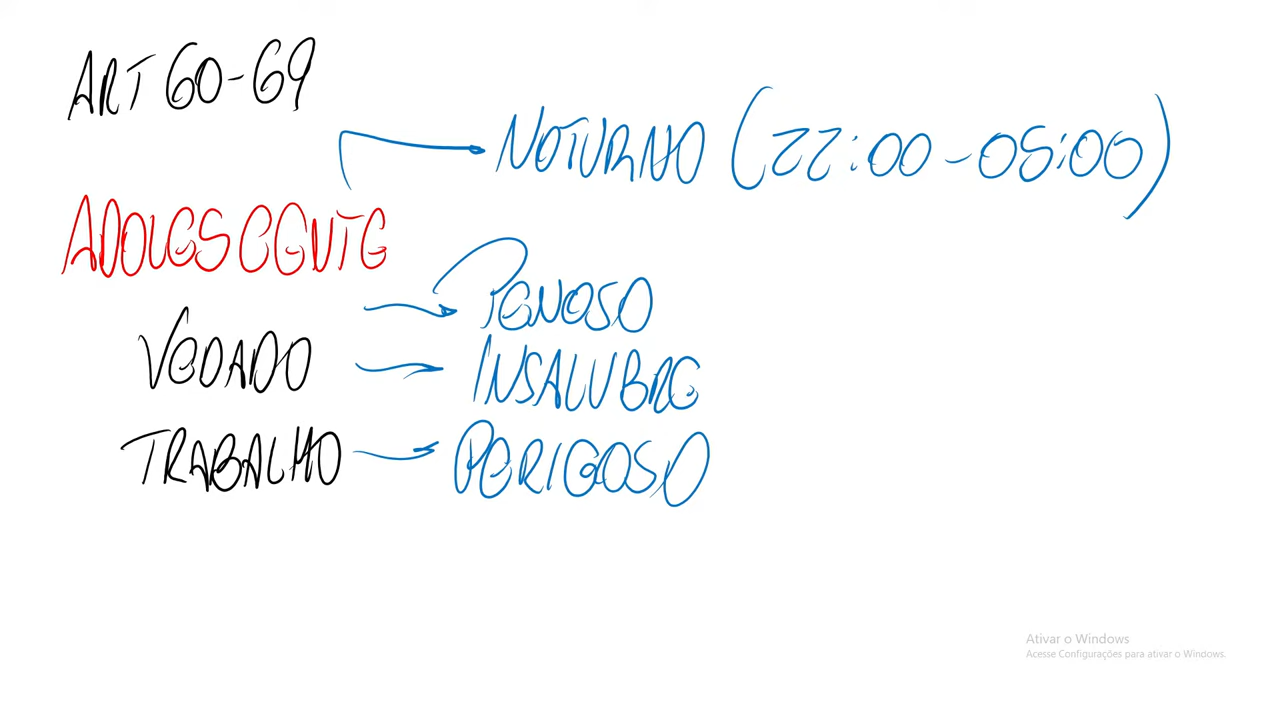 ART 60-69
NOTURNO (22:00-05:00)
ADOLESCENTE
PENOSO
VEDADO
INSALUBRE
TRABALHO
PERIGOSO
Ativar o Windows
Acesse Configurações para ativar o Windows.